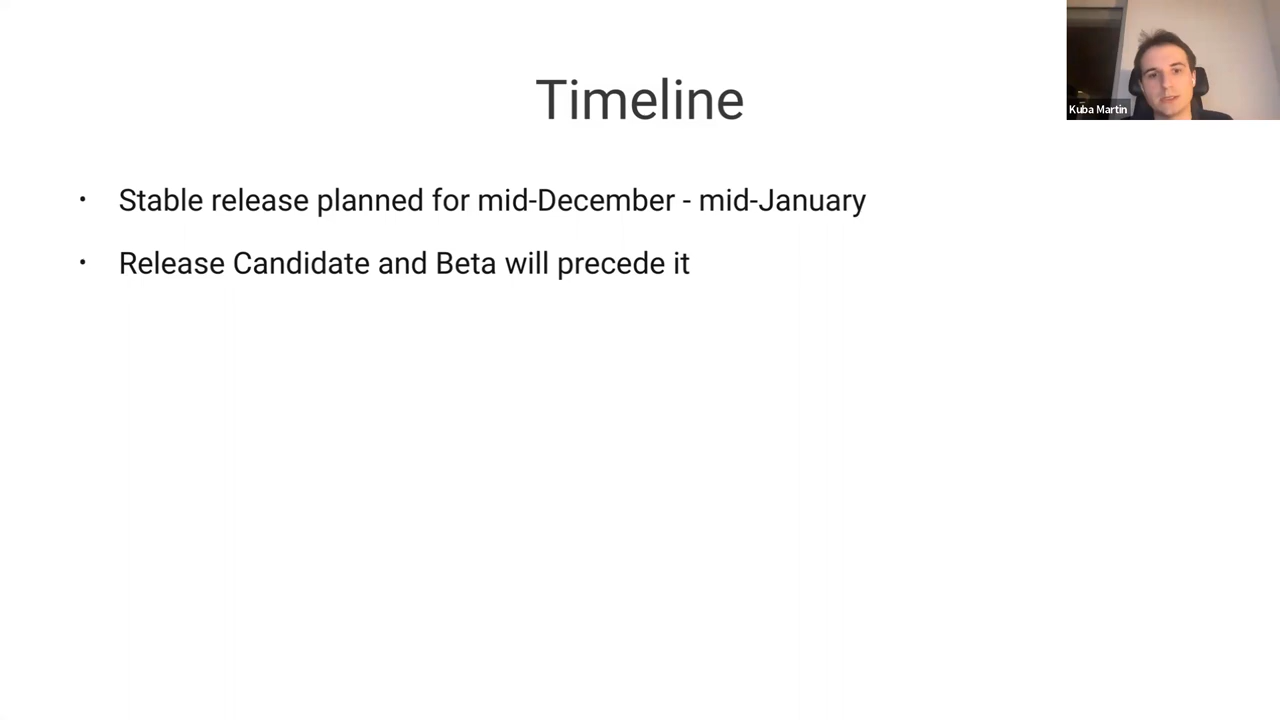 Timeline
Kuba Martin
• Stable release planned for mid-December - mid-January
• Release Candidate and Beta will precede it